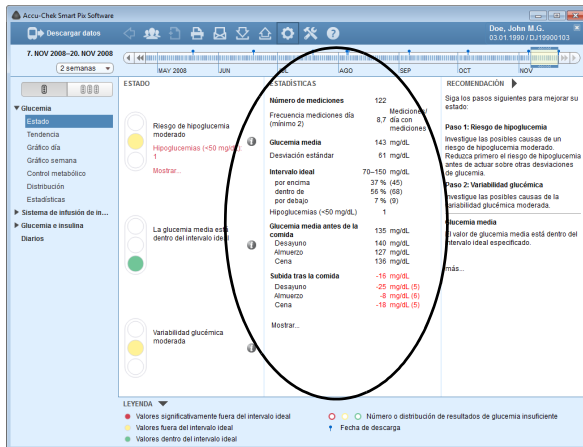 Accu-Chek Smart Pix Software
Descargar datos
Doe, John M.G.
03.01.1990 / DJ19900103
7. NOV 2008–20. NOV 2008
2 semanas
MAY 2008 JUN JUL AGO SEP OCT NOV
Glucemia
Estado
Tendencia
Gráfico día
Gráfico semana
Control metabólico
Distribución
Estadísticas
Sistema de infusión de in...
Glucemia e insulina
Diarios
ESTADO
Riesgo de hipoglucemia
moderado
Hipoglucemias (<50 mg/dL):
1
Mostrar...
La glucemia media está
dentro del intervalo ideal
Variabilidad glucémica
moderada
ESTADÍSTICAS
Número de mediciones 122
Frecuencia mediciones día
(mínimo 2) 8,7 Mediciones/
día con
mediciones
Glucemia media 143 mg/dL
Desviación estándar 61 mg/dL
Intervalo ideal 70–150 mg/dL
por encima 37 % (45)
dentro de 56 % (68)
por debajo 7 % (9)
Hipoglucemias (<50 mg/dL) 1
Glucemia media antes de la
comida 135 mg/dL
Desayuno 140 mg/dL
Almuerzo 127 mg/dL
Cena 136 mg/dL
Subida tras la comida -16 mg/dL
Desayuno -25 mg/dL (5)
Almuerzo -8 mg/dL (6)
Cena -18 mg/dL (5)
Mostrar...
RECOMENDACIÓN
Siga los pasos siguientes para mejorar su
estado:
Paso 1: Riesgo de hipoglucemia
Investigue las posibles causas de un
riesgo de hipoglucemia moderado.
Reduzca primero el riesgo de hipoglucemia
antes de actuar sobre otras desviaciones
de glucemia.
Paso 2: Variabilidad glucémica
Investigue las posibles causas de la
variabilidad glucémica moderada.
Glucemia media
El valor de glucemia media está dentro del
intervalo ideal especificado.
más...
LEYENDA
Valores significativamente fuera del intervalo ideal
Valores fuera del intervalo ideal
Valores dentro del intervalo ideal
Número o distribución de resultados de glucemia insuficiente
Fecha de descarga